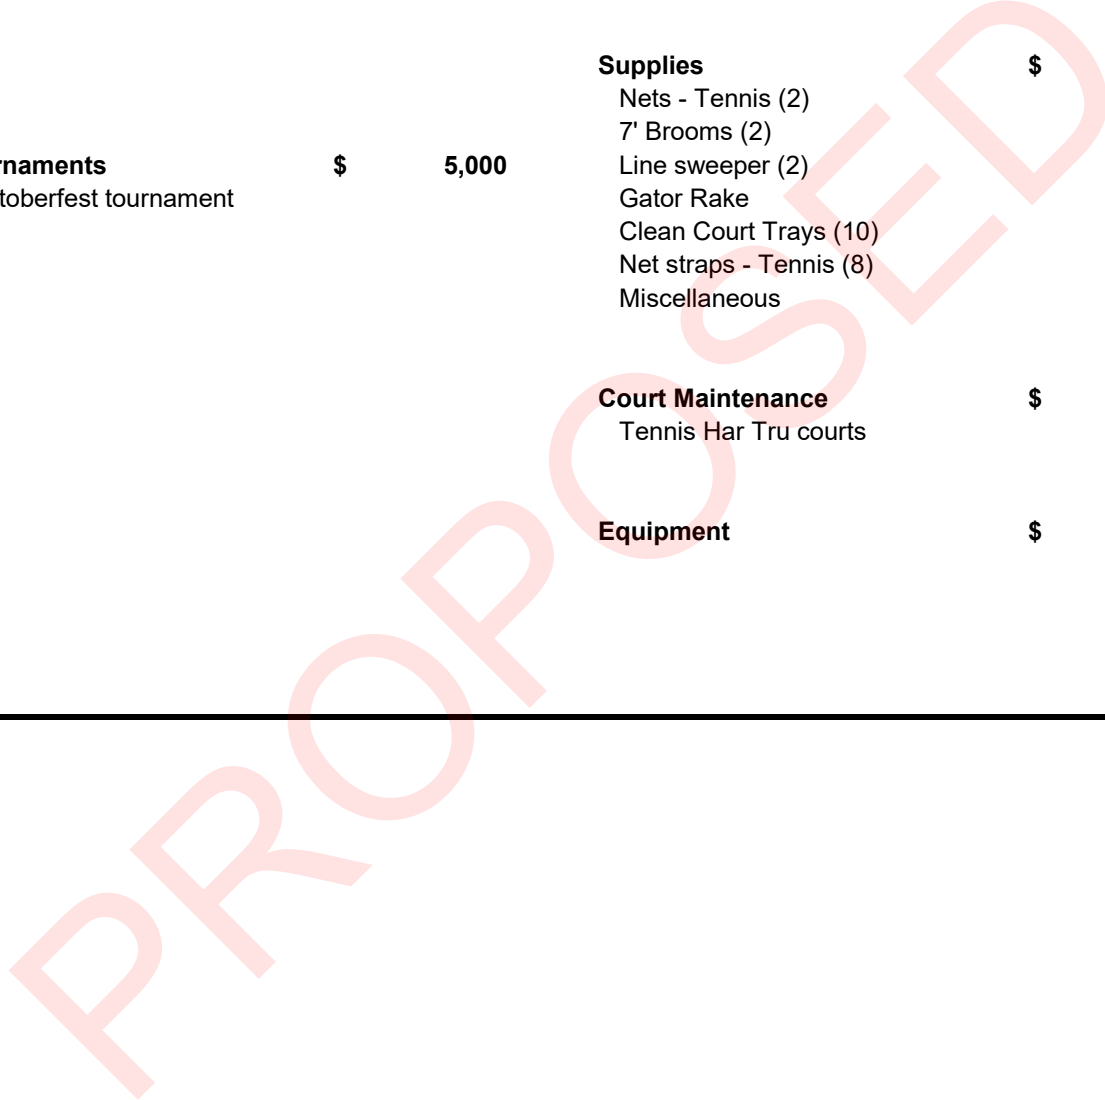 rnaments $ 5,000
toberfest tournament
Supplies $
Nets - Tennis (2)
7' Brooms (2)
Line sweeper (2)
Gator Rake
Clean Court Trays (10)
Net straps - Tennis (8)
Miscellaneous
Court Maintenance $
Tennis Har Tru courts
Equipment $
PROPOSED